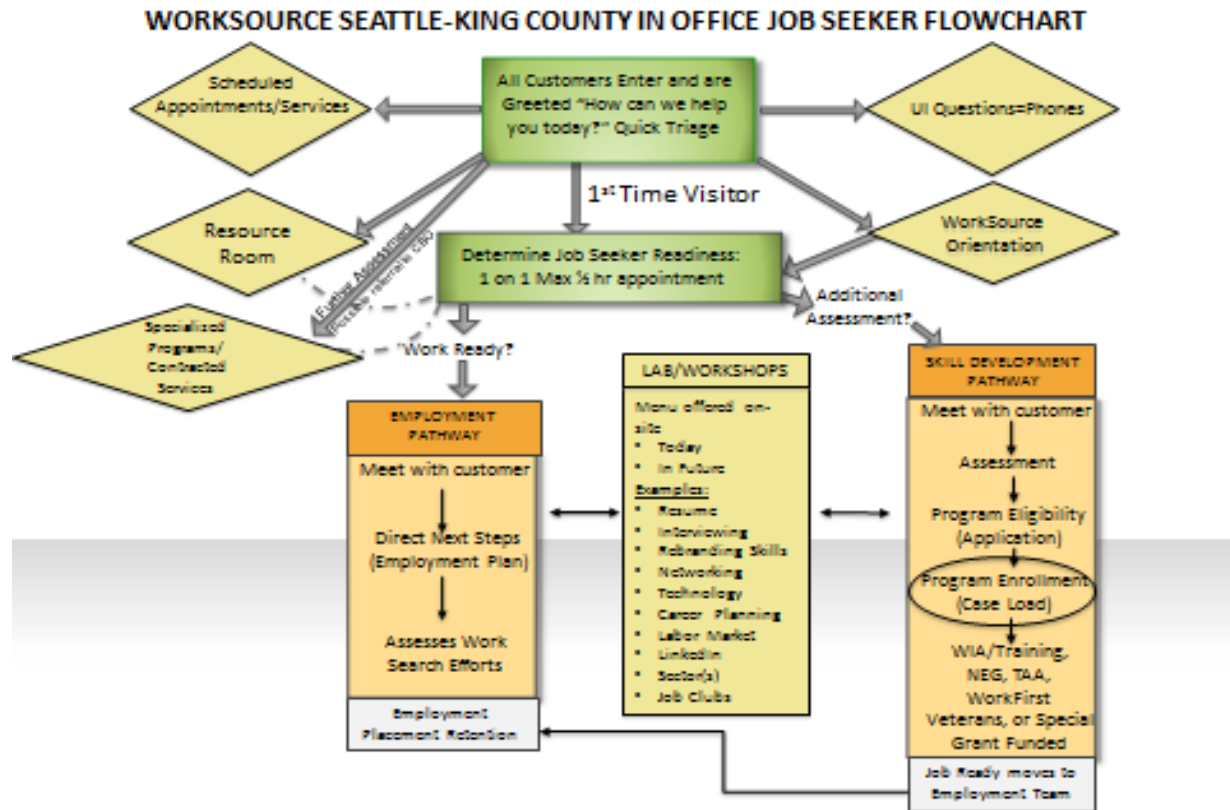 WORKSOURCE SEATTLE-KING COUNTY IN OFFICE JOB SEEKER FLOWCHART
Scheduled
Appointments/Services
All Customers Enter and are
Greeted “How can we help
you today?” Quick Triage
UI Questions=Phones
1st Time Visitor
Resource
Room
WorkSource
Orientation
Determine Job Seeker Readiness:
1 on 1 Max ½ hr appointment
Further Assessment
Possible referrals CBO
Additional
Assessment?
Specialized
Programs/
Contracted
Services
"Work Ready?
EMPLOYMENT
PATHWAY
Meet with customer
Direct Next Steps
(Employment Plan)
Assesses Work
Search Efforts
Employment
Placement Retention
LAB/WORKSHOPS
Menu offered on-
site
• Today
• In Future
Examples:
• Resume
• Interviewing
• Rebranding Skills
• Networking
• Technology
• Career Planning
• Labor Market
• LinkedIn
• Sector(s)
• Job Clubs
SKILL DEVELOPMENT
PATHWAY
Meet with customer
Assessment
Program Eligibility
(Application)
Program Enrollment
(Case Load)
WIA/Training,
NEG, TAA,
WorkFirst
Veterans, or Special
Grant Funded
Job Ready moves to
Employment Team